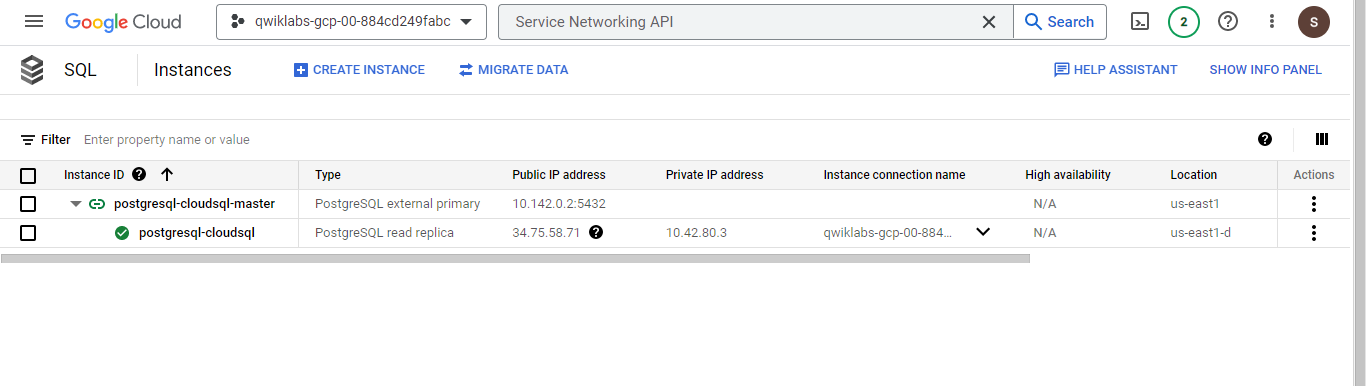 Google Cloud qwiklabs-gcp-00-884cd249fabc Service Networking API Search 2 S
SQL Instances CREATE INSTANCE MIGRATE DATA HELP ASSISTANT SHOW INFO PANEL
Filter Enter property name or value
Instance ID Type Public IP address Private IP address Instance connection name High availability Location Actions
postgresql-cloudsql-master PostgreSQL external primary 10.142.0.2:5432 N/A us-east1
postgresql-cloudsql PostgreSQL read replica 34.75.58.71 10.42.80.3 qwiklabs-gcp-00-884... N/A us-east1-d